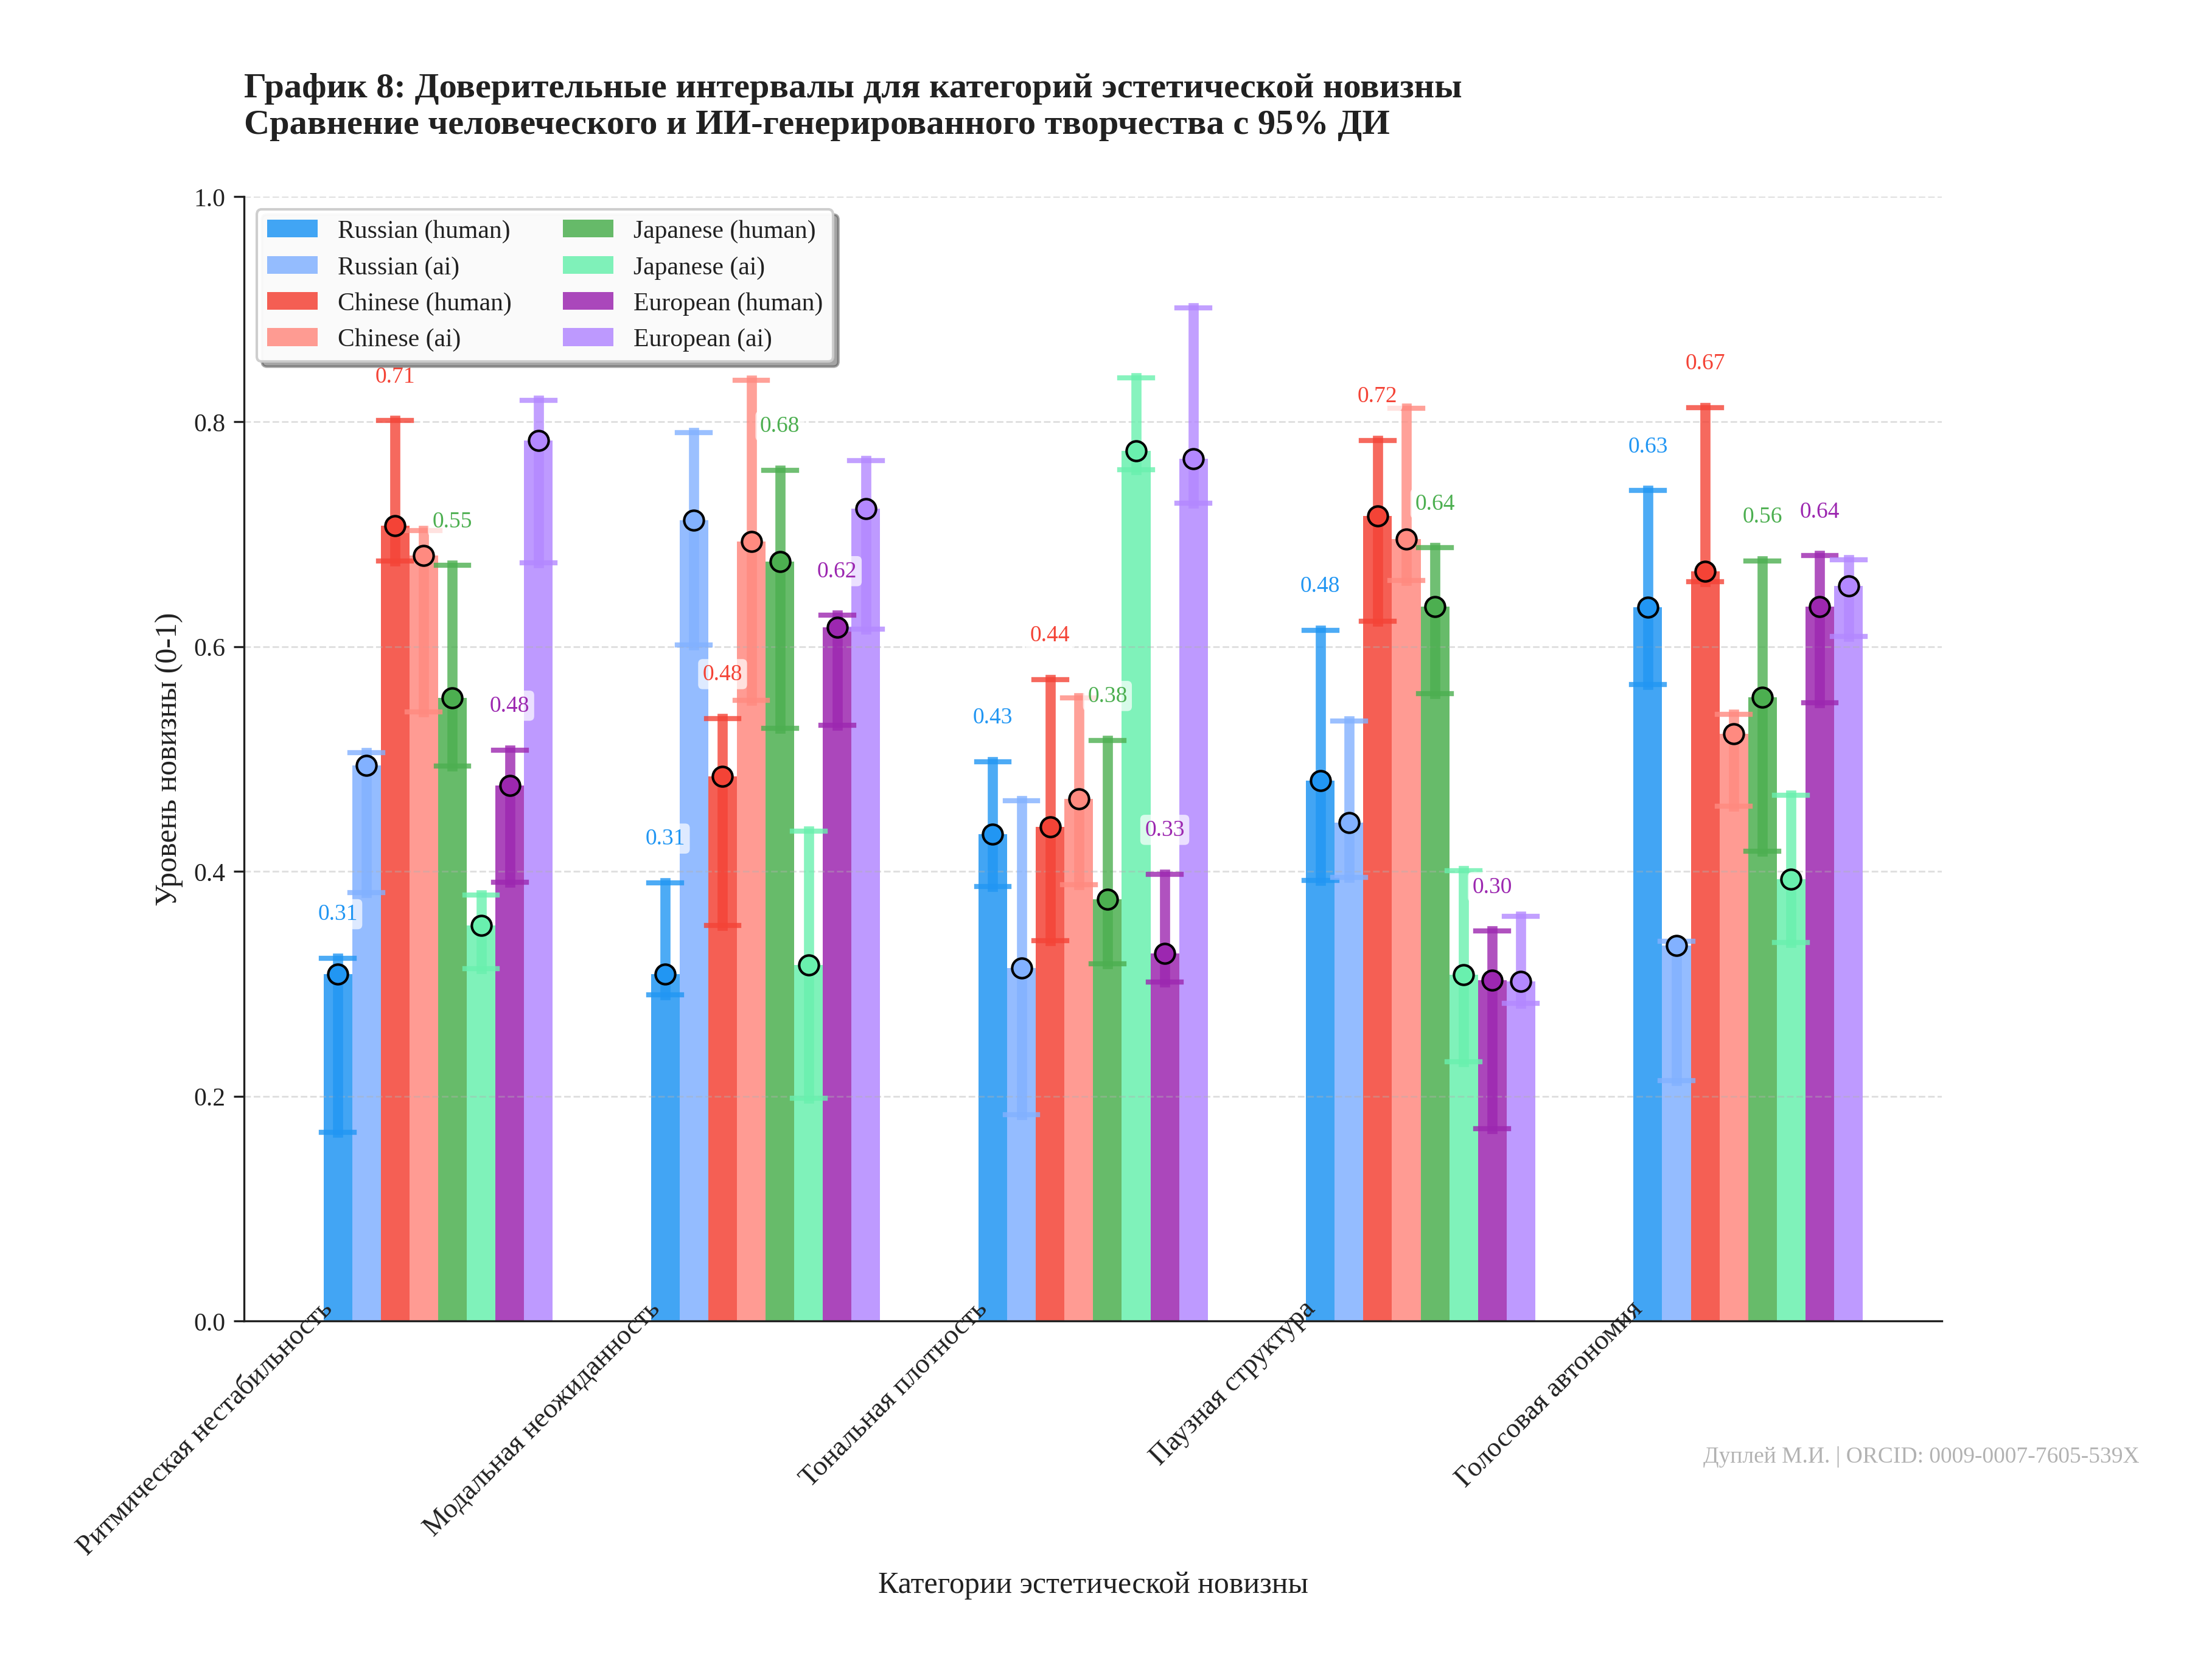 График 8: Доверительные интервалы для категорий эстетической новизны
Сравнение человеческого и ИИ-генерированного творчества с 95% ДИ
Уровень новизны (0-1)
1.0
0.8
0.6
0.4
0.2
0.0
Russian (human)
Russian (ai)
Chinese (human)
Chinese (ai)
Japanese (human)
Japanese (ai)
European (human)
European (ai)
0.31
0.71
0.55
0.48
0.31
0.48
0.68
0.62
0.43
0.44
0.38
0.33
0.48
0.72
0.64
0.30
0.63
0.67
0.56
0.64
Ритмическая нестабильность
Модальная неожиданность
Тональная плотность
Паузная структура
Голосовая автономия
Категории эстетической новизны
Дуплей М.И. | ORCID: 0009-0007-7605-539X